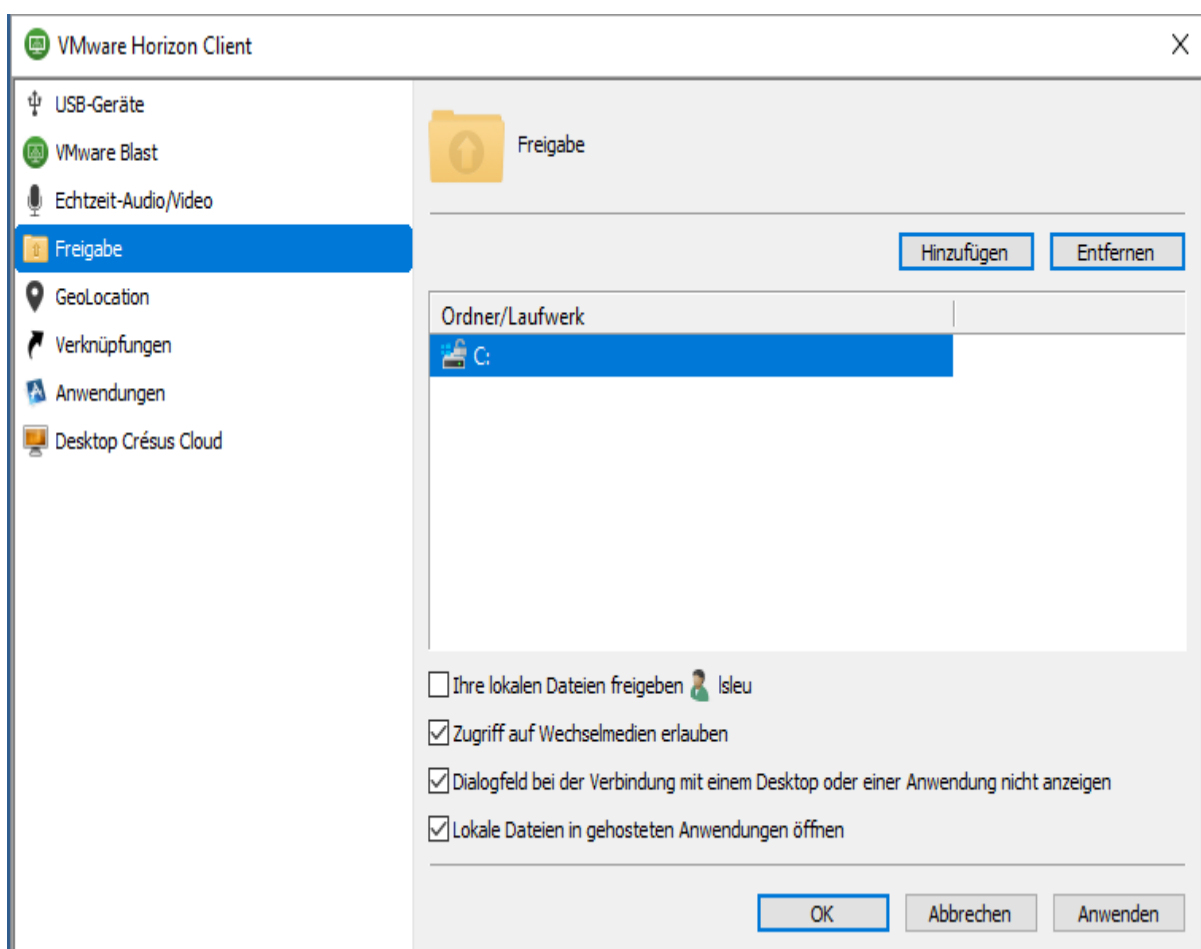 VMware Horizon Client
USB-Geräte
VMware Blast
Echtzeit-Audio/Video
Freigabe
GeoLocation
Verknüpfungen
Anwendungen
Desktop Crésus Cloud
Freigabe
Hinzufügen
Entfernen
Ordner/Laufwerk
C:
Ihre lokalen Dateien freigeben lsleu
Zugriff auf Wechselmedien erlauben
Dialogfeld bei der Verbindung mit einem Desktop oder einer Anwendung nicht anzeigen
Lokale Dateien in gehosteten Anwendungen öffnen
OK
Abbrechen
Anwenden